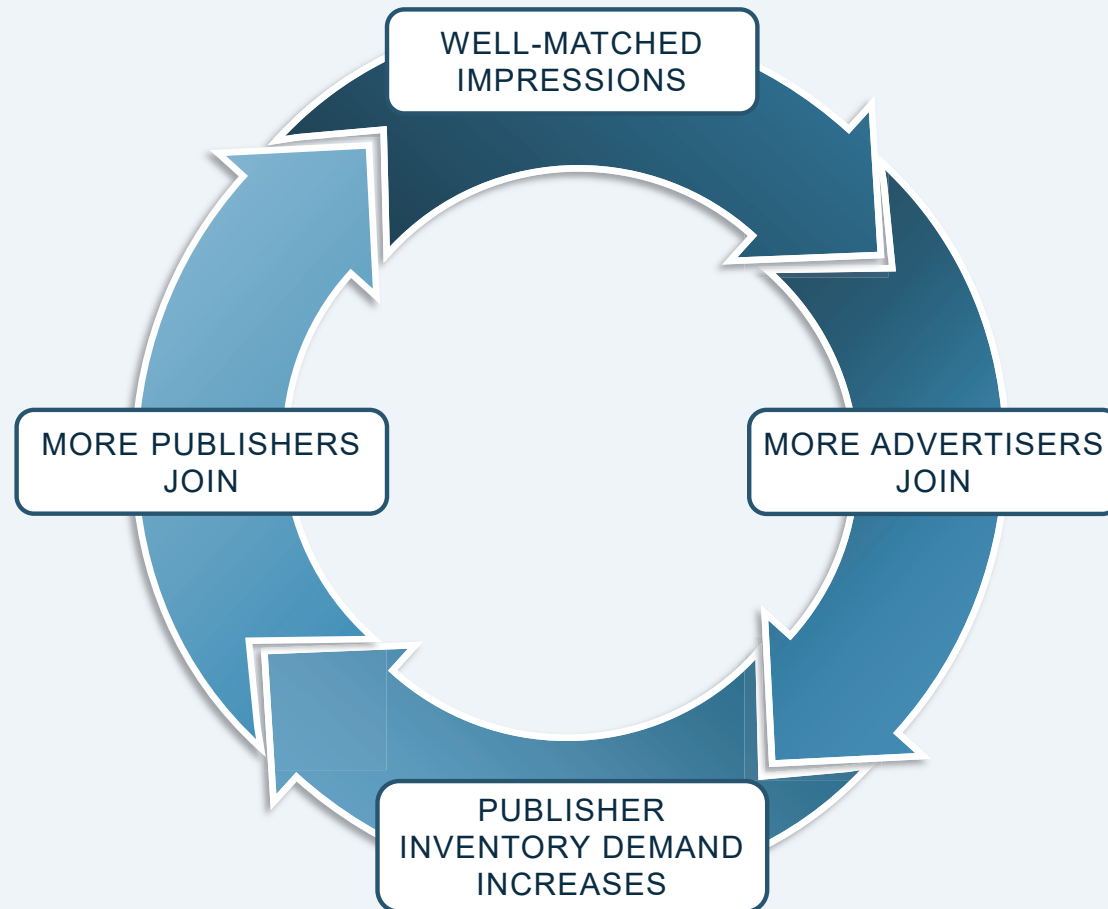 WELL-MATCHED
IMPRESSIONS
MORE PUBLISHERS
JOIN
MORE ADVERTISERS
JOIN
PUBLISHER
INVENTORY DEMAND
INCREASES